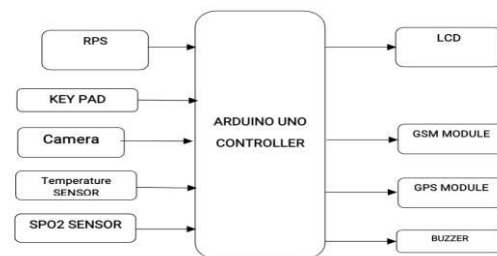 RPS
KEY PAD
Camera
Temperature
SENSOR
SPO2 SENSOR
ARDUINO UNO
CONTROLLER
LCD
GSM MODULE
GPS MODULE
BUZZER